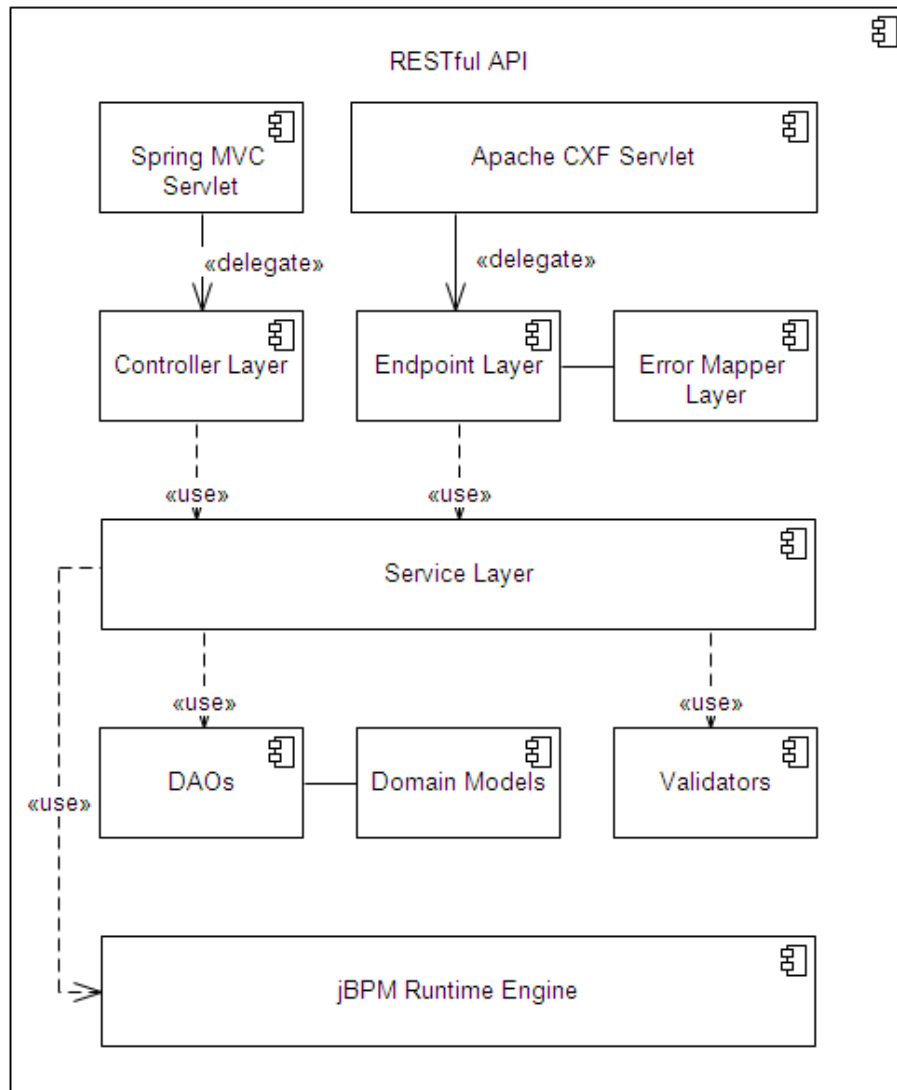 RESTful API
Spring MVC
Servlet
Apache CXF Servlet
«delegate»
«delegate»
Controller Layer
Endpoint Layer
Error Mapper
Layer
«use»
«use»
Service Layer
«use»
«use»
DAOs
Domain Models
Validators
«use»
jBPM Runtime Engine